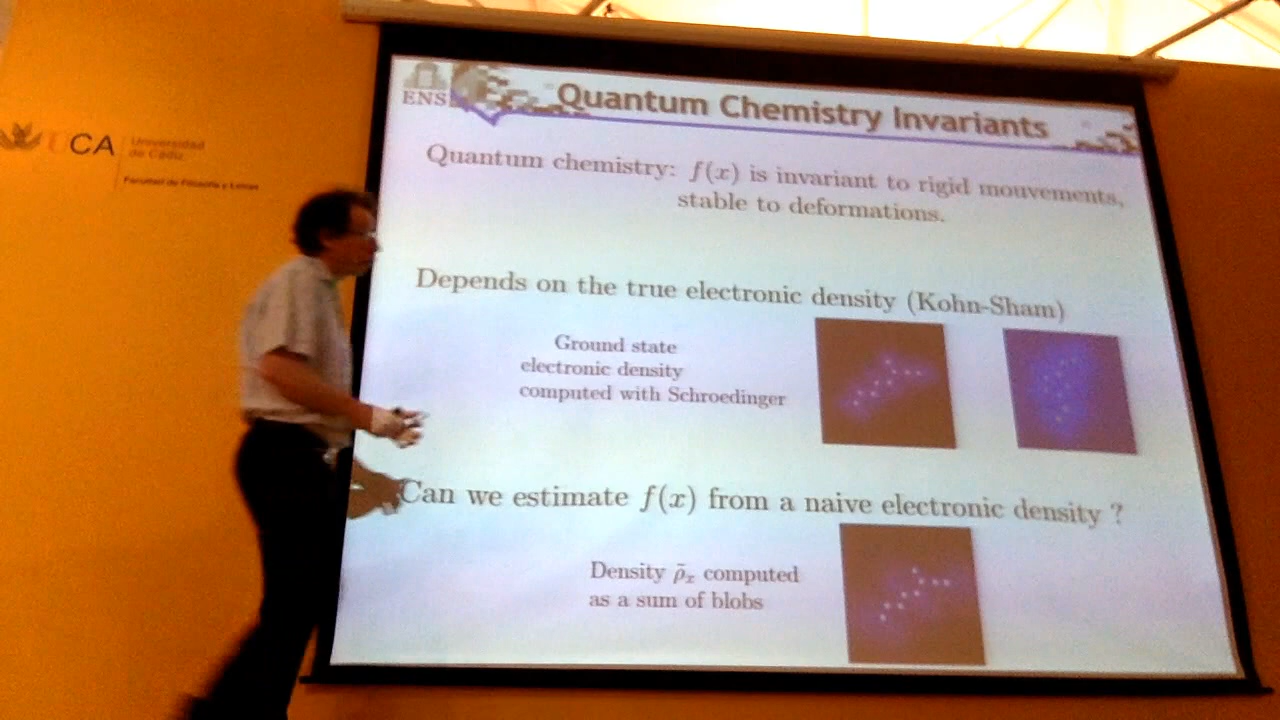 ENS
Quantum Chemistry Invariants
UCA
Universidad
de Cádiz
Facultad de Filosofía y Letras
Quantum chemistry: f(x) is invariant to rigid mouvements,
stable to deformations.
Depends on the true electronic density (Kohn-Sham)
Ground state
electronic density
computed with Schroedinger
Can we estimate f(x) from a naive electronic density ?
Density ρ̃ₓ computed
as a sum of blobs